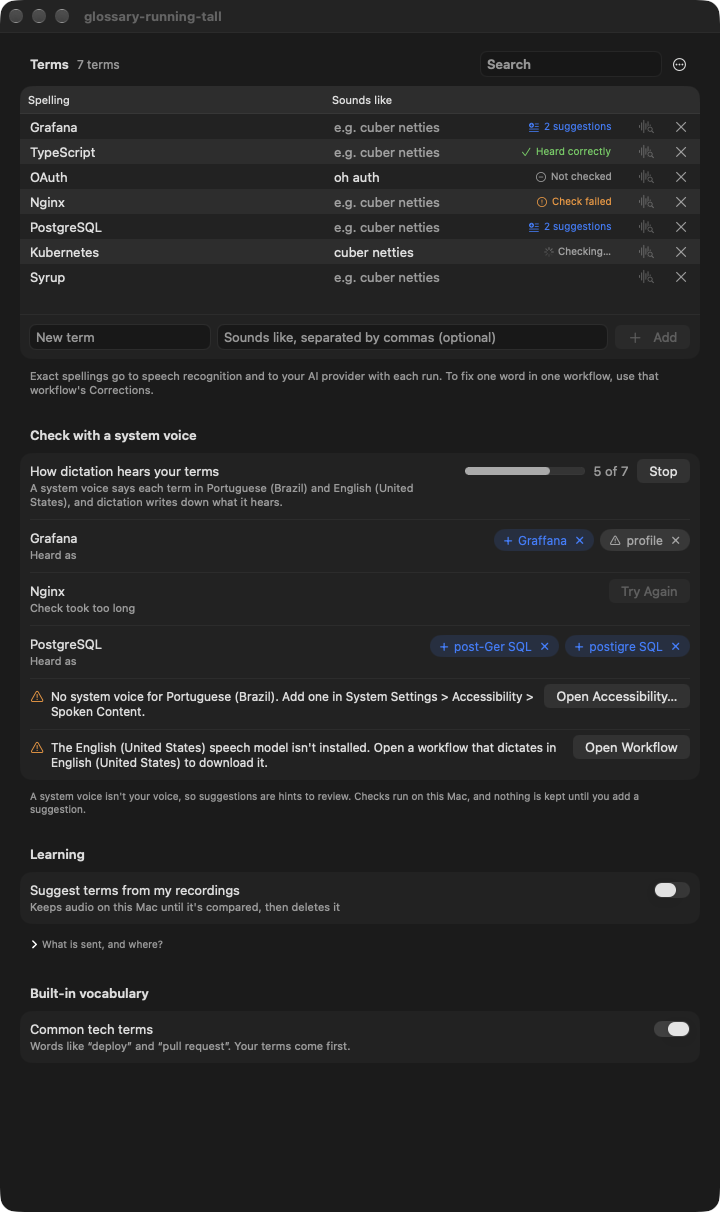 glossary-running-tall
Terms 7 terms Search
Spelling Sounds like
Grafana e.g. cuber netties 2 suggestions
TypeScript e.g. cuber netties Heard correctly
OAuth oh auth Not checked
Nginx e.g. cuber netties Check failed
PostgreSQL e.g. cuber netties 2 suggestions
Kubernetes cuber netties Checking...
Syrup e.g. cuber netties
New term Sounds like, separated by commas (optional) + Add
Exact spellings go to speech recognition and to your AI provider with each run. To fix one word in one workflow, use that
workflow's Corrections.
Check with a system voice
How dictation hears your terms 5 of 7 Stop
A system voice says each term in Portuguese (Brazil) and English (United
States), and dictation writes down what it hears.
Grafana + Graffana × profile ×
Heard as
Nginx Try Again
Check took too long
PostgreSQL + post-Ger SQL × + postigre SQL ×
Heard as
No system voice for Portuguese (Brazil). Add one in System Settings > Accessibility > Open Accessibility...
Spoken Content.
The English (United States) speech model isn't installed. Open a workflow that dictates in Open Workflow
English (United States) to download it.
A system voice isn't your voice, so suggestions are hints to review. Checks run on this Mac, and nothing is kept until you add a
suggestion.
Learning
Suggest terms from my recordings
Keeps audio on this Mac until it's compared, then deletes it
What is sent, and where?
Built-in vocabulary
Common tech terms
Words like “deploy” and “pull request”. Your terms come first.